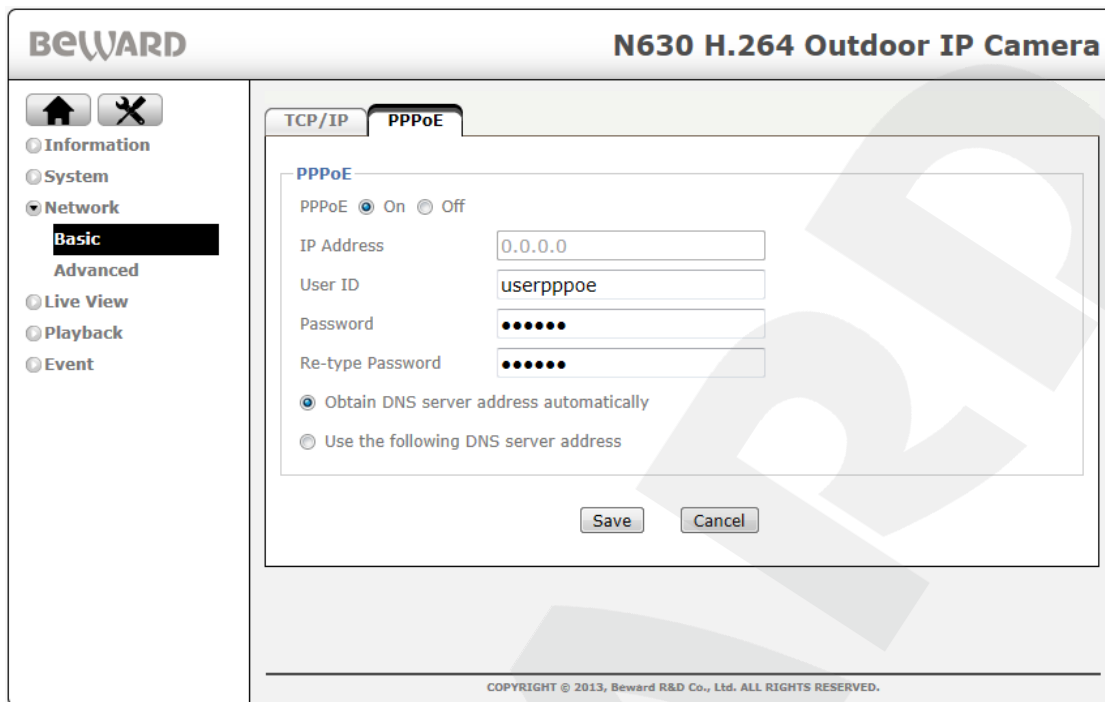 BEWARD
N630 H.264 Outdoor IP Camera
Information
System
Network
Basic
Advanced
Live View
Playback
Event
TCP/IP PPPoE
PPPoE
PPPoE On Off
IP Address 0.0.0.0
User ID userpppoe
Password ••••••
Re-type Password ••••••
Obtain DNS server address automatically
Use the following DNS server address
Save Cancel
COPYRIGHT © 2013, Beward R&D Co., Ltd. ALL RIGHTS RESERVED.